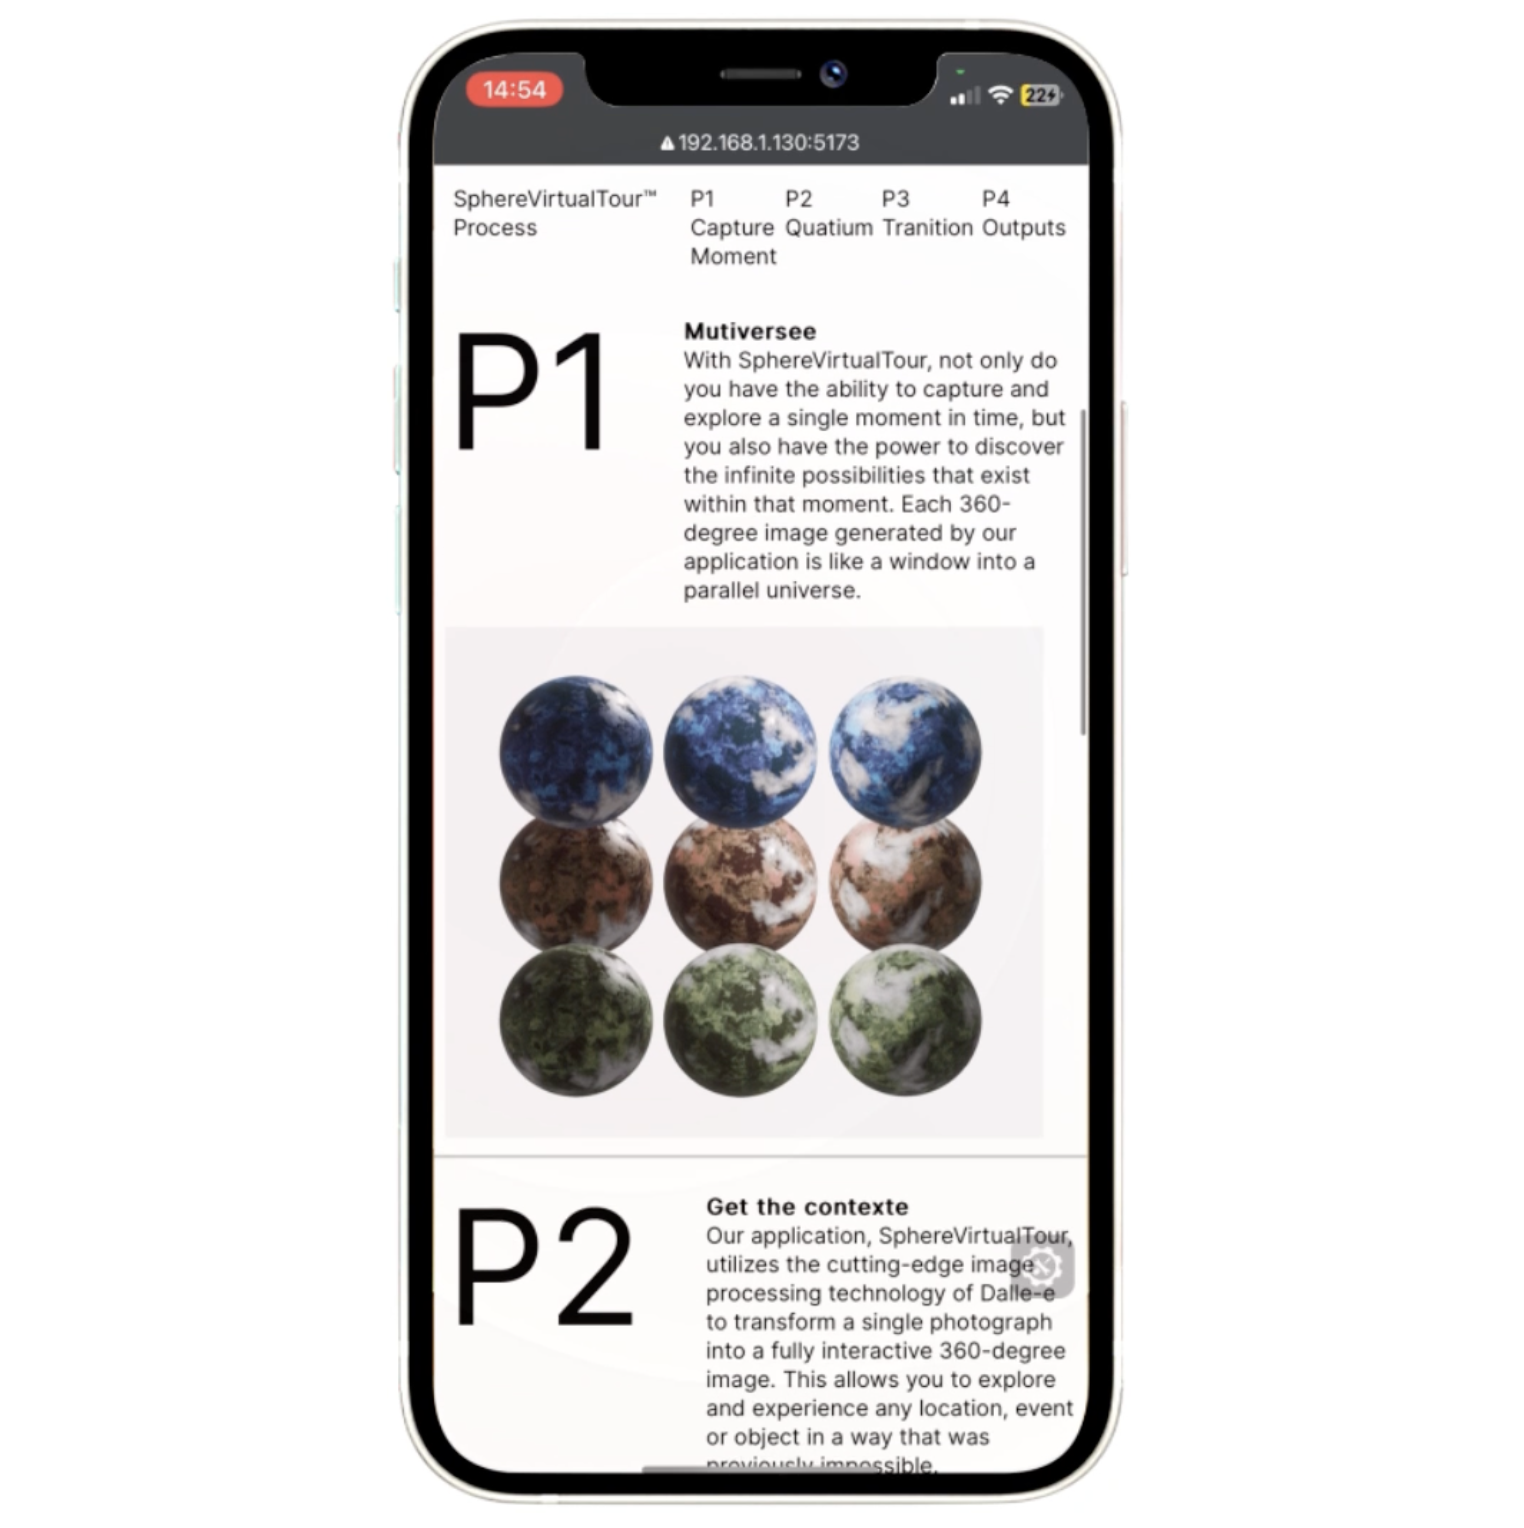 14:54
22
192.168.1.130:5173
SphereVirtualTour™
Process
P1
Capture
Moment
P2
Quatium
P3
Tranition
P4
Outputs
P1
Mutiversee
With SphereVirtualTour, not only do
you have the ability to capture and
explore a single moment in time, but
you also have the power to discover
the infinite possibilities that exist
within that moment. Each 360-
degree image generated by our
application is like a window into a
parallel universe.
P2
Get the contexte
Our application, SphereVirtualTour,
utilizes the cutting-edge image
processing technology of Dalle-e
to transform a single photograph
into a fully interactive 360-degree
image. This allows you to explore
and experience any location, event
or object in a way that was
previously impossible.